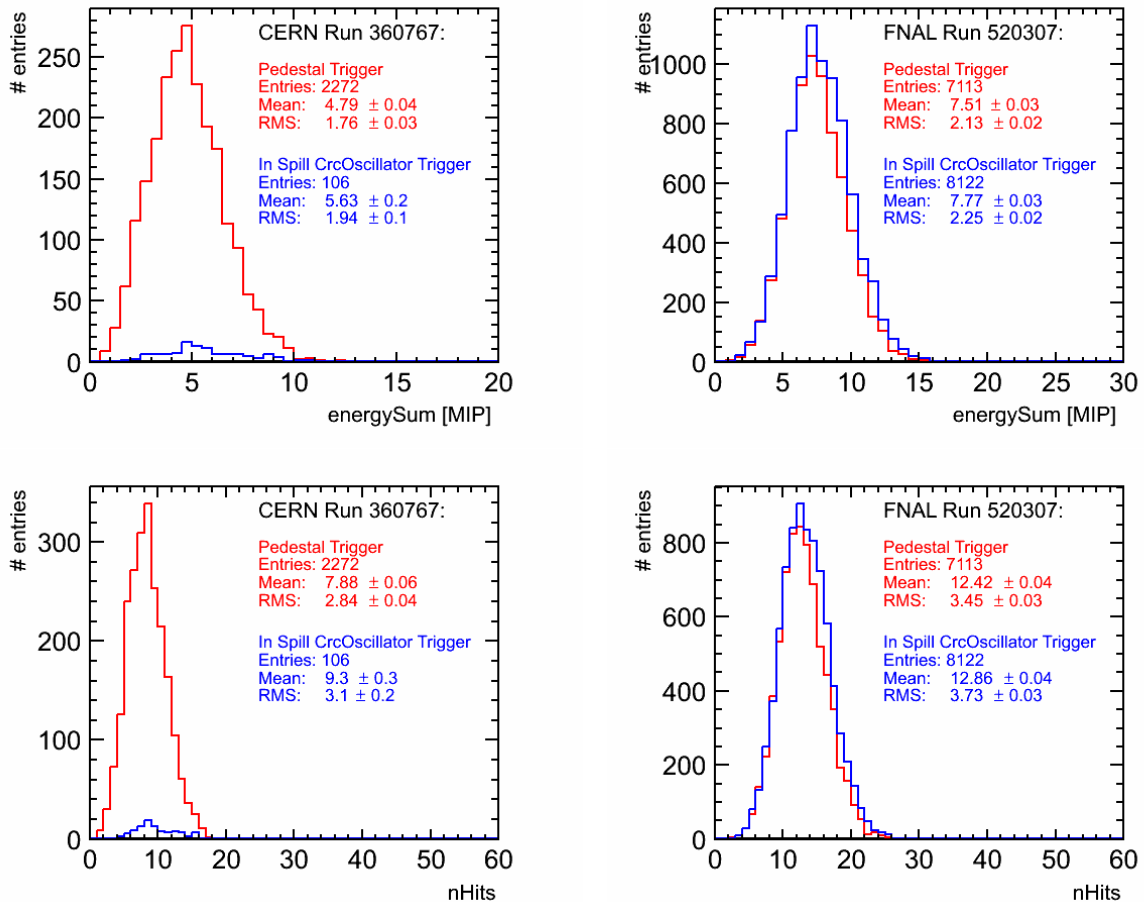 # entries
250
200
150
100
50
0
CERN Run 360767:
Pedestal Trigger
Entries: 2272
Mean: 4.79 ± 0.04
RMS: 1.76 ± 0.03
In Spill CrcOscillator Trigger
Entries: 106
Mean: 5.63 ± 0.2
RMS: 1.94 ± 0.1
0 5 10 15 20
energySum [MIP]
# entries
1000
800
600
400
200
0
FNAL Run 520307:
Pedestal Trigger
Entries: 7113
Mean: 7.51 ± 0.03
RMS: 2.13 ± 0.02
In Spill CrcOscillator Trigger
Entries: 8122
Mean: 7.77 ± 0.03
RMS: 2.25 ± 0.02
0 5 10 15 20 25 30
energySum [MIP]
# entries
300
200
100
0
CERN Run 360767:
Pedestal Trigger
Entries: 2272
Mean: 7.88 ± 0.06
RMS: 2.84 ± 0.04
In Spill CrcOscillator Trigger
Entries: 106
Mean: 9.3 ± 0.3
RMS: 3.1 ± 0.2
0 10 20 30 40 50 60
nHits
# entries
800
600
400
200
0
FNAL Run 520307:
Pedestal Trigger
Entries: 7113
Mean: 12.42 ± 0.04
RMS: 3.45 ± 0.03
In Spill CrcOscillator Trigger
Entries: 8122
Mean: 12.86 ± 0.04
RMS: 3.73 ± 0.03
0 10 20 30 40 50 60
nHits